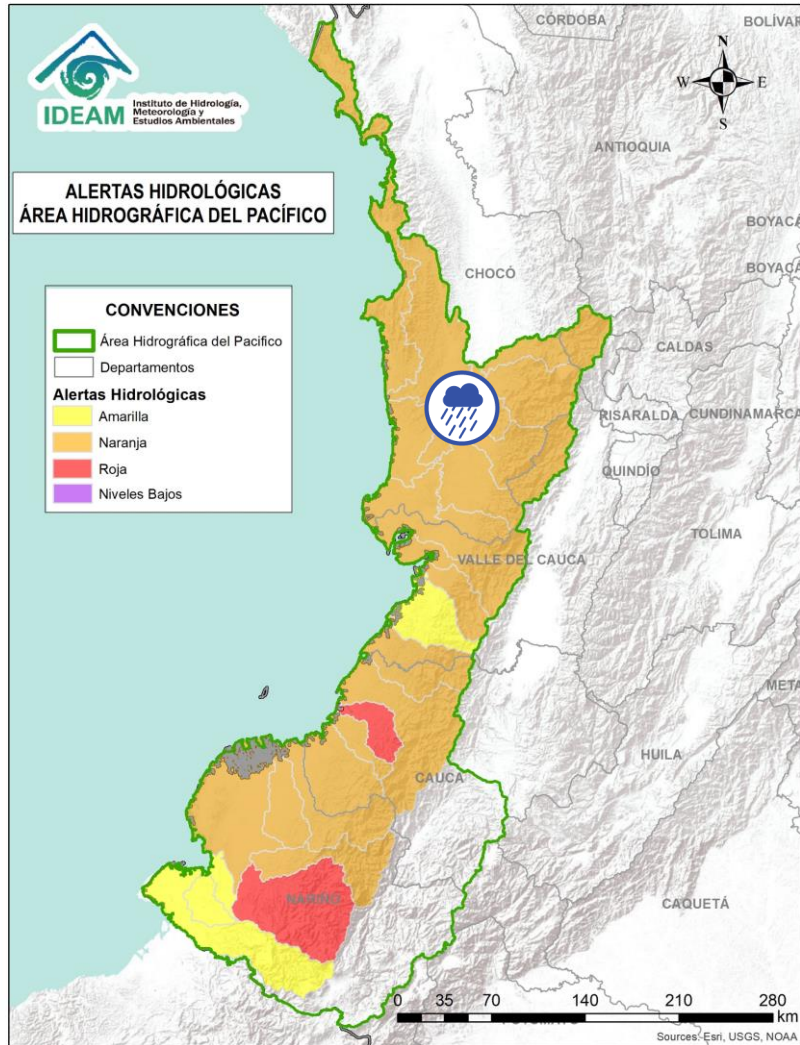 IDEAM
Instituto de Hidrología,
Meteorología y
Estudios Ambientales
ALERTAS HIDROLÓGICAS
ÁREA HIDROGRÁFICA DEL PACÍFICO
CONVENCIONES
Área Hidrográfica del Pacifico
Departamentos
Alertas Hidrológicas
Amarilla
Naranja
Roja
Niveles Bajos
N
W E
S
CÓRDOBA
BOLÍVAR
ANTIOQUIA
BOYACÁ
BOYACÁ
CHOCÓ
CALDAS
RISARALDA
CUNDINAMARCA
QUINDÍO
TOLIMA
VALLE DEL CAUCA
META
HUILA
CAUCA
NARIÑO
CAQUETÁ
0 35 70 140 210 280
km
Sources: Esri, USGS, NOAA